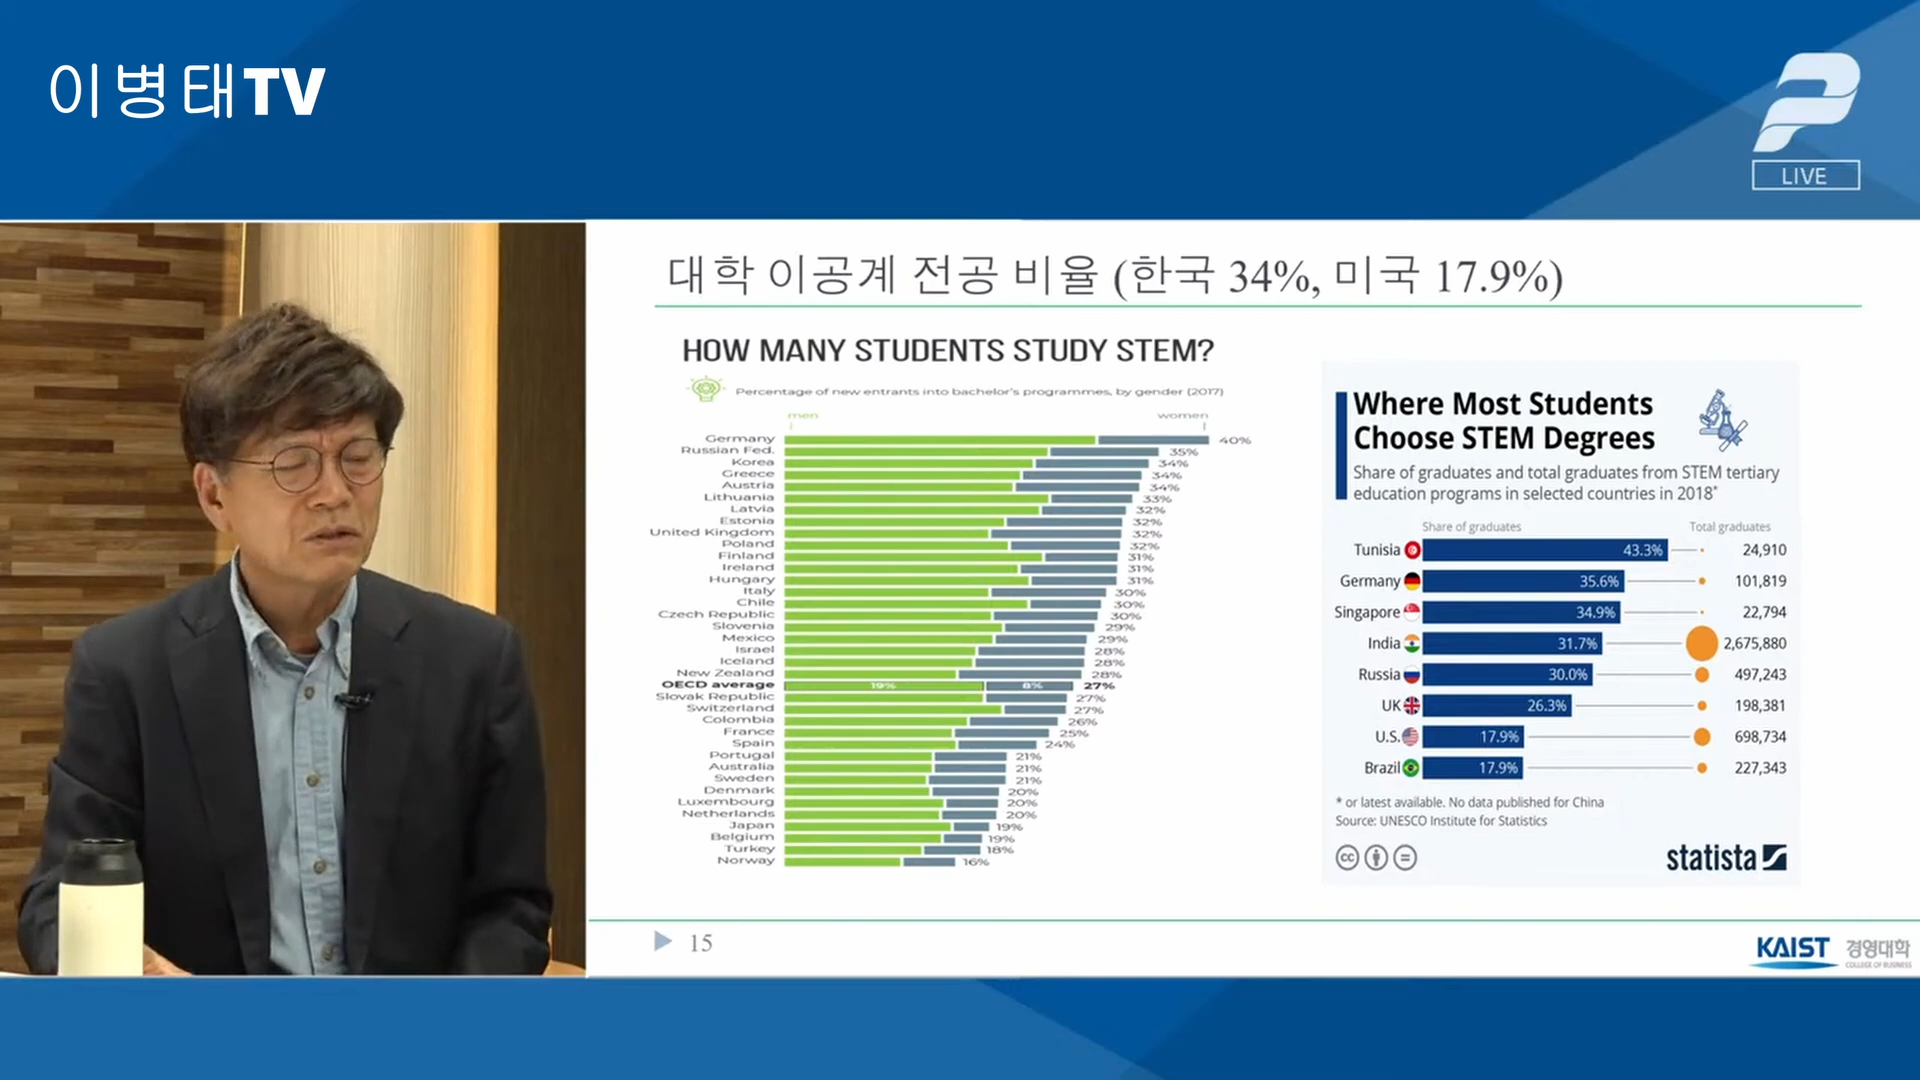 이병태TV
LIVE
대학 이공계 전공 비율 (한국 34%, 미국 17.9%)
HOW MANY STUDENTS STUDY STEM?
Percentage of new entrants into bachelor's programmes, by gender (2017)
men women
Germany 40%
Russian Fed. 35%
Korea 34%
Greece 34%
Austria 34%
Lithuania 33%
Latvia 32%
Estonia 32%
United Kingdom 32%
Poland 32%
Finland 31%
Ireland 31%
Hungary 31%
Italy 30%
Chile 30%
Czech Republic 30%
Slovenia 29%
Mexico 29%
Israel 28%
Iceland 28%
New Zealand 28%
OECD average 19% 8% 27%
Slovak Republic 27%
Switzerland 27%
Colombia 26%
France 25%
Spain 24%
Portugal 21%
Australia 21%
Sweden 21%
Denmark 20%
Luxembourg 20%
Netherlands 20%
Japan 19%
Belgium 19%
Turkey 18%
Norway 16%
Where Most Students
Choose STEM Degrees
Share of graduates and total graduates from STEM tertiary
education programs in selected countries in 2018*
Share of graduates Total graduates
Tunisia 43.3% 24,910
Germany 35.6% 101,819
Singapore 34.9% 22,794
India 31.7% 2,675,880
Russia 30.0% 497,243
UK 26.3% 198,381
U.S. 17.9% 698,734
Brazil 17.9% 227,343
* or latest available. No data published for China
Source: UNESCO Institute for Statistics
cc
statista
15
KAIST 경영대학
COLLEGE OF BUSINESS